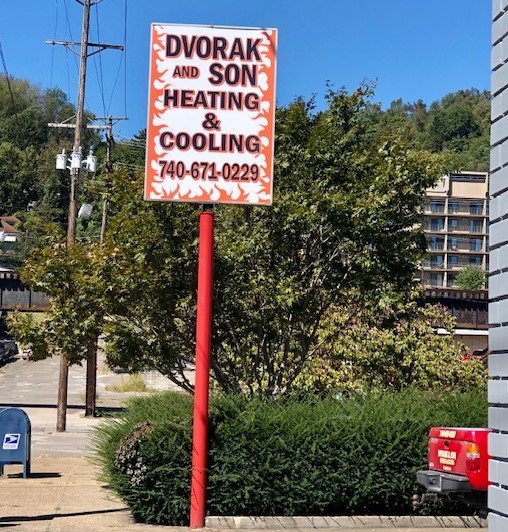 DVORAK
AND SON
HEATING
&
COOLING
740-671-0229